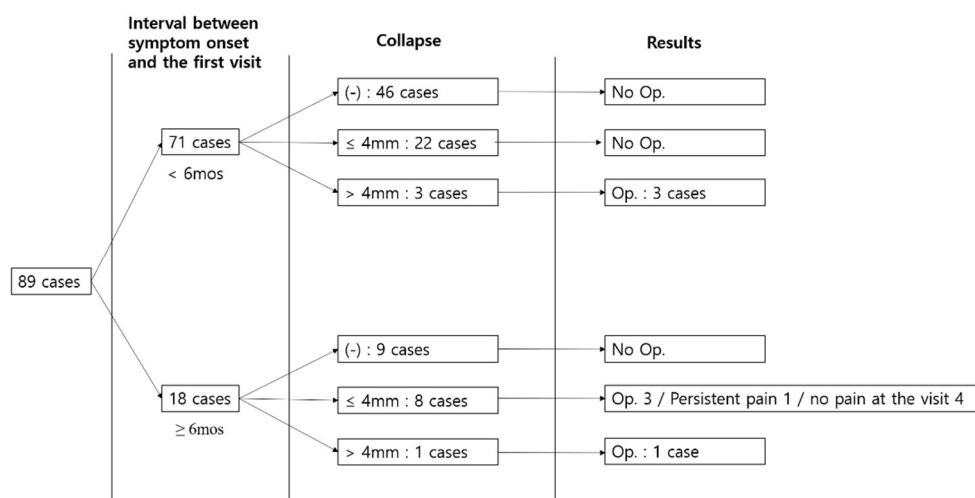 Interval between
symptom onset
and the first visit
Collapse
Results
(-) : 46 cases
No Op.
71 cases
≤ 4mm : 22 cases
No Op.
< 6mos
> 4mm : 3 cases
Op. : 3 cases
89 cases
(-) : 9 cases
No Op.
18 cases
≤ 4mm : 8 cases
Op. 3 / Persistent pain 1 / no pain at the visit 4
≥ 6mos
> 4mm : 1 cases
Op. : 1 case